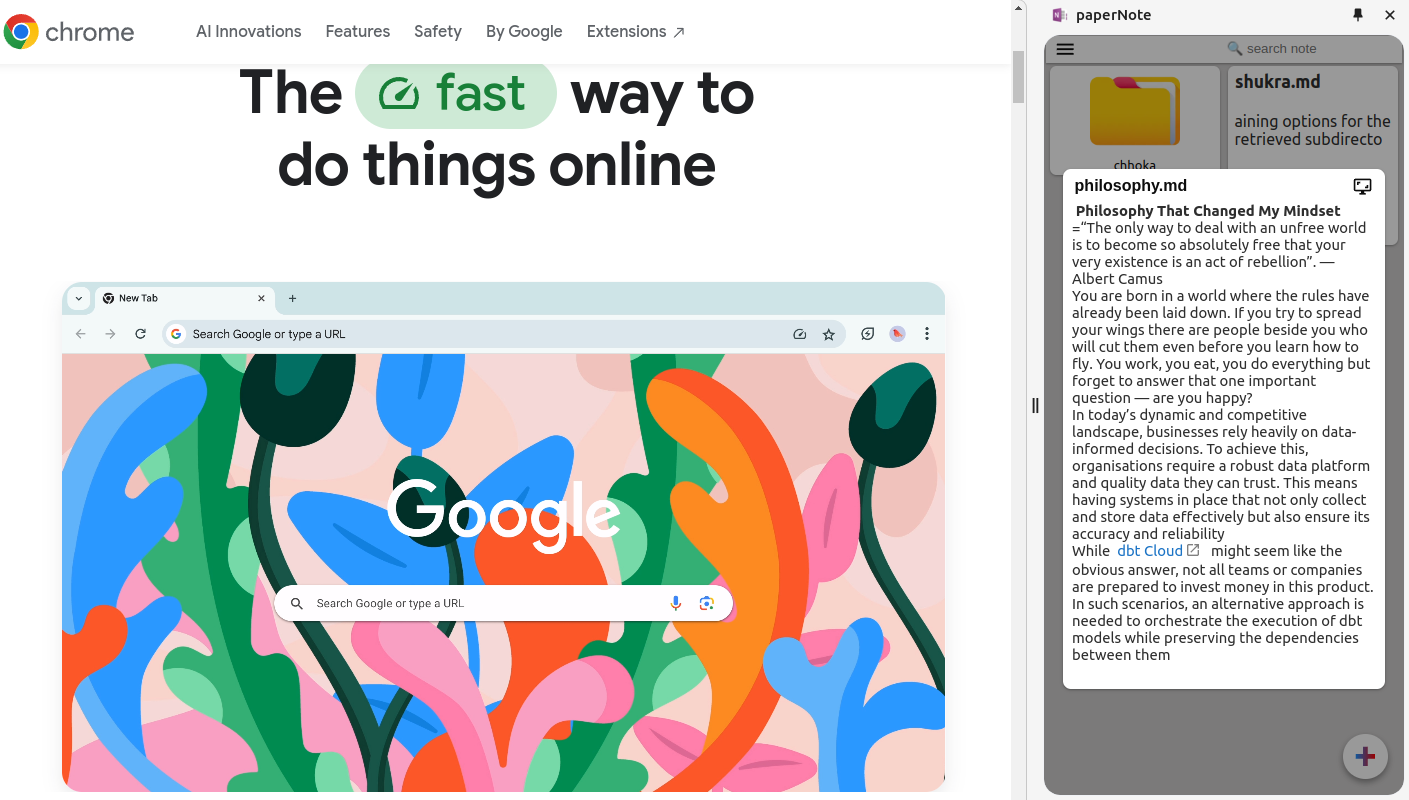 chrome
AI Innovations
Features
Safety
By Google
Extensions
The fast way to
do things online
New Tab
Search Google or type a URL
Google
Search Google or type a URL
paperNote
search note
chhoka
shukra.md
aining options for the
retrieved subdirecto
philosophy.md
Philosophy That Changed My Mindset
=“The only way to deal with an unfree world
is to become so absolutely free that your
very existence is an act of rebellion”. —
Albert Camus
You are born in a world where the rules have
already been laid down. If you try to spread
your wings there are people beside you who
will cut them even before you learn how to
fly. You work, you eat, you do everything but
forget to answer that one important
question — are you happy?
In today’s dynamic and competitive
landscape, businesses rely heavily on data-
informed decisions. To achieve this,
organisations require a robust data platform
and quality data they can trust. This means
having systems in place that not only collect
and store data effectively but also ensure its
accuracy and reliability
While dbt Cloud might seem like the
obvious answer, not all teams or companies
are prepared to invest money in this product.
In such scenarios, an alternative approach is
needed to orchestrate the execution of dbt
models while preserving the dependencies
between them